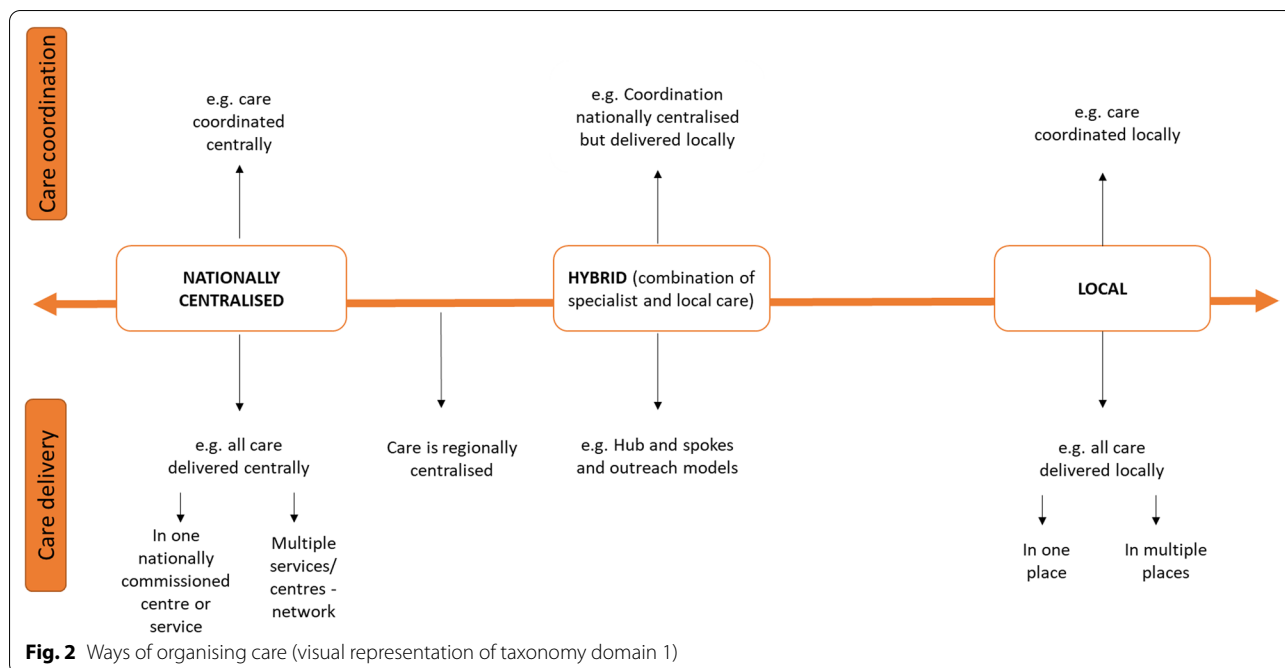 Care coordination
e.g. care
coordinated
centrally
e.g. Coordination
nationally centralised
but delivered locally
e.g. care
coordinated locally
NATIONALLY
CENTRALISED
HYBRID (combination of
specialist and local care)
LOCAL
Care delivery
e.g. all care
delivered centrally
In one
nationally
commissioned
centre or
service
Multiple
services/
centres -
network
Care is regionally
centralised
e.g. Hub and spokes
and outreach models
e.g. all care
delivered locally
In one
place
In multiple
places
Fig. 2 Ways of organising care (visual representation of taxonomy domain 1)